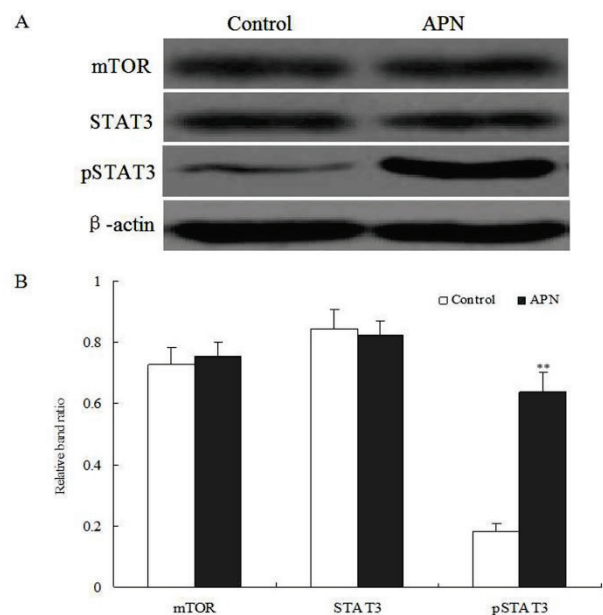 A
Control APN
mTOR
STAT3
pSTAT3
β-actin
B
1
Control APN
0.8
**
0.6
Relative band ratio
0.4
0.2
0
mTOR STAT3 pSTAT3